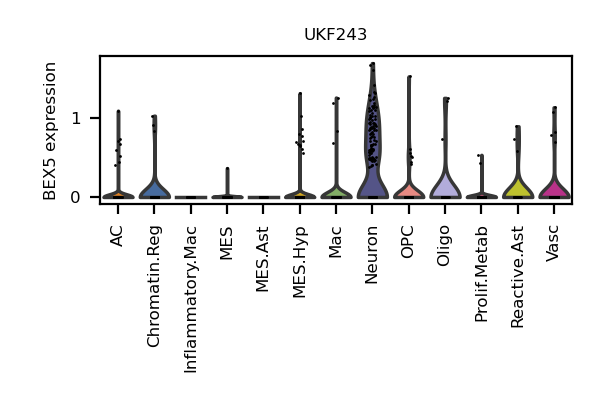 UKF243
BEX5 expression
1
0
AC
Chromatin.Reg
Inflammatory.Mac
MES
MES.Ast
MES.Hyp
Mac
Neuron
OPC
Oligo
Prolif.Metab
Reactive.Ast
Vasc